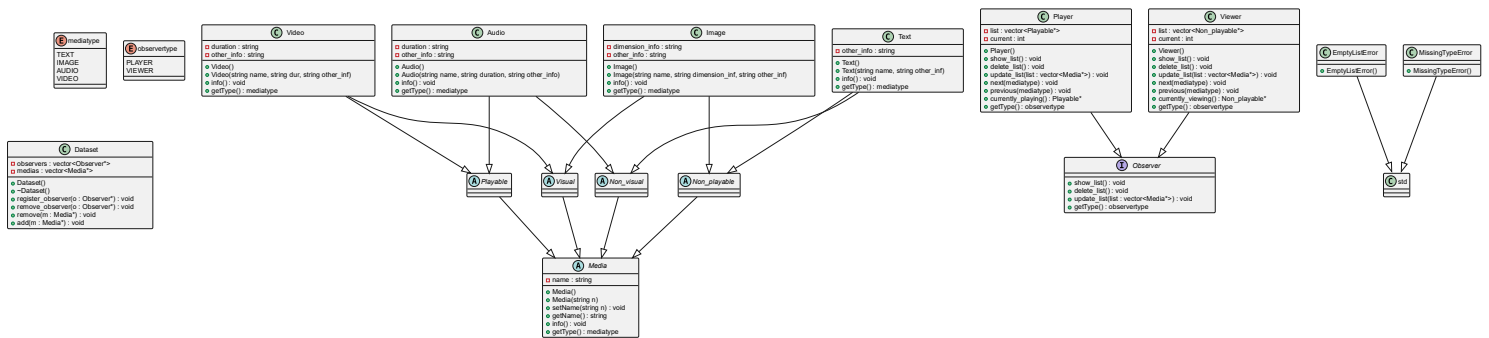 E mediatype
TEXT
IMAGE
AUDIO
VIDEO
E observertype
PLAYER
VIEWER
C Video
duration : string
other_info : string
Video()
Video(string name, string dur, string other_inf)
info() : void
getType() : mediatype
C Audio
duration : string
other_info : string
Audio()
Audio(string name, string duration, string other_info)
info() : void
getType() : mediatype
C Image
dimension_info : string
other_info : string
Image()
Image(string name, string dimension_inf, string other_inf)
info() : void
getType() : mediatype
C Text
other_info : string
Text()
Text(string name, string other_inf)
info() : void
getType() : mediatype
C Player
list : vector<Playable*>
current : int
Player()
show_list() : void
delete_list() : void
update_list(list : vector<Media*>) : void
next(mediatype) : void
previous(mediatype) : void
currently_playing() : Playable*
getType() : observertype
C Viewer
list : vector<Non_playable*>
current : int
Viewer()
show_list() : void
delete_list() : void
update_list(list : vector<Media*>) : void
next(mediatype) : void
previous(mediatype) : void
currently_viewing() : Non_playable*
getType() : observertype
C EmptyListError
EmptyListError()
C MissingTypeError
MissingTypeError()
C Dataset
observers : vector<Observer*>
medias : vector<Media*>
Dataset()
~Dataset()
register_observer(o : Observer*) : void
remove_observer(o : Observer*) : void
remove(m : Media*) : void
add(m : Media*) : void
A Playable
A Visual
A Non_visual
A Non_playable
I Observer
show_list() : void
delete_list() : void
update_list(list : vector<Media*>) : void
getType() : observertype
C std
A Media
name : string
Media()
Media(string n)
setName(string n) : void
getName() : string
info() : void
getType() : mediatype